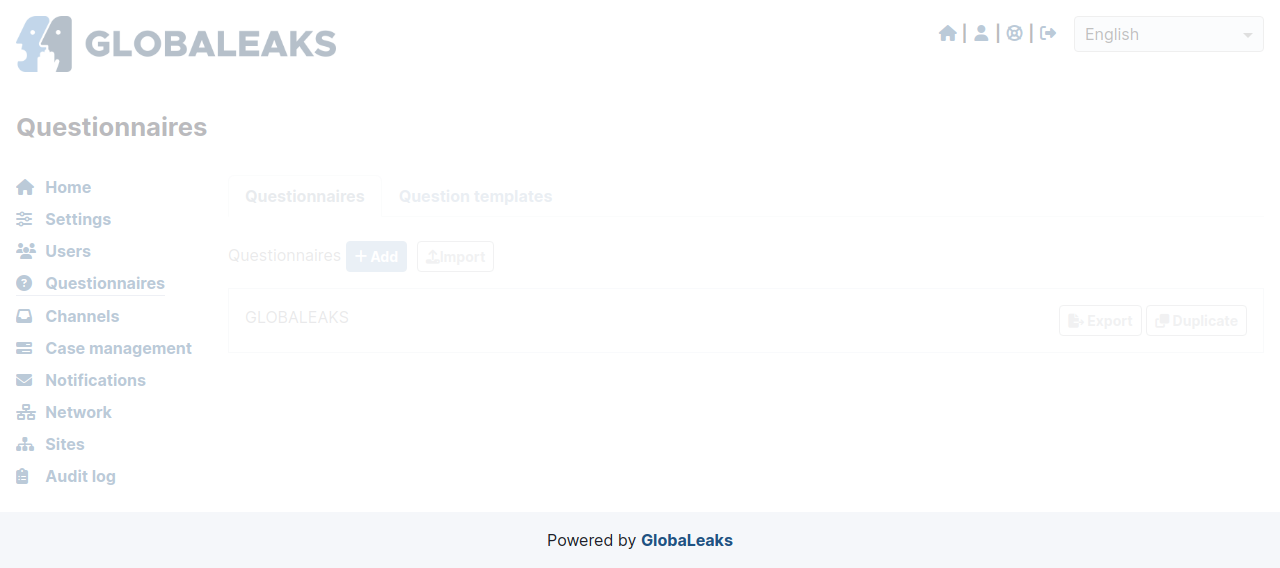 GLOBALEAKS
| | |
English
Questionnaires
Home
Settings
Users
Questionnaires
Channels
Case management
Notifications
Network
Sites
Audit log
Questionnaires
Question templates
Questionnaires
Add
Import
GLOBALEAKS
Export
Duplicate
Powered by GlobaLeaks